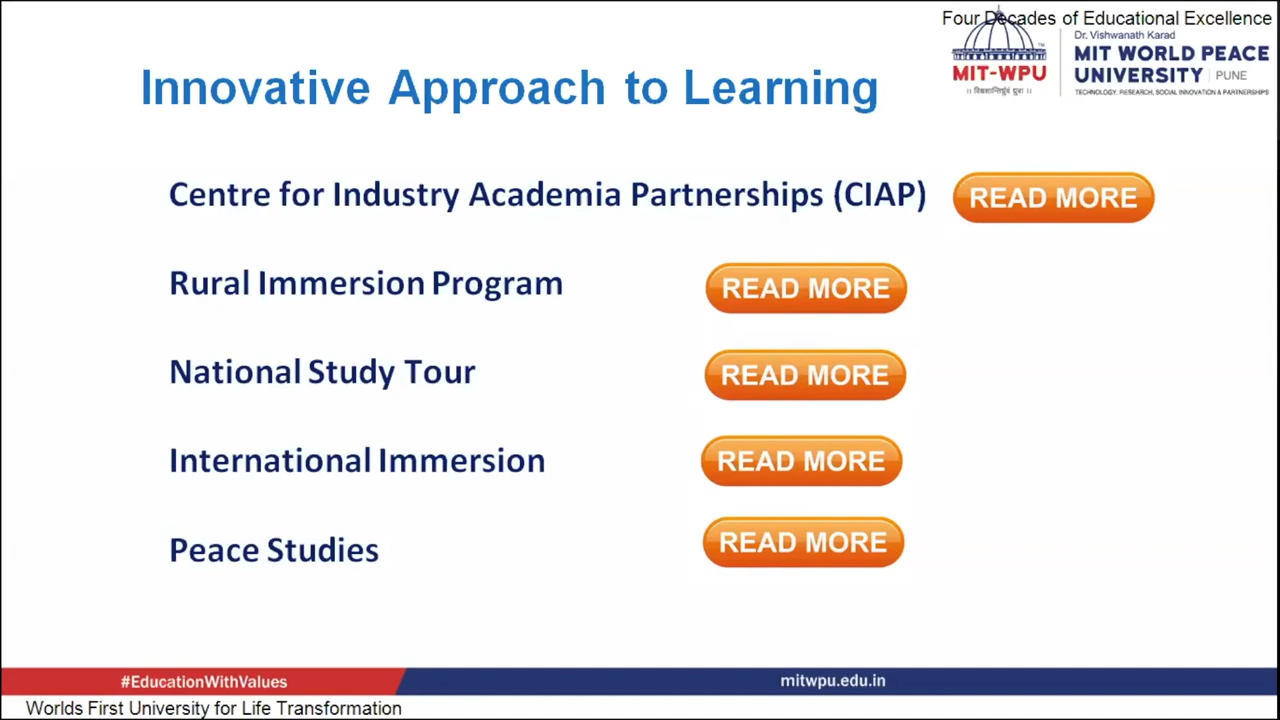 Four Decades of Educational Excellence
Dr. Vishwanath Karad
MIT WORLD PEACE
UNIVERSITY | PUNE
TECHNOLOGY, RESEARCH, SOCIAL INNOVATION & PARTNERSHIPS
MIT-WPU
Innovative Approach to Learning
Centre for Industry Academia Partnerships (CIAP) READ MORE
Rural Immersion Program READ MORE
National Study Tour READ MORE
International Immersion READ MORE
Peace Studies READ MORE
#EducationWithValues mitwpu.edu.in
Worlds First University for Life Transformation